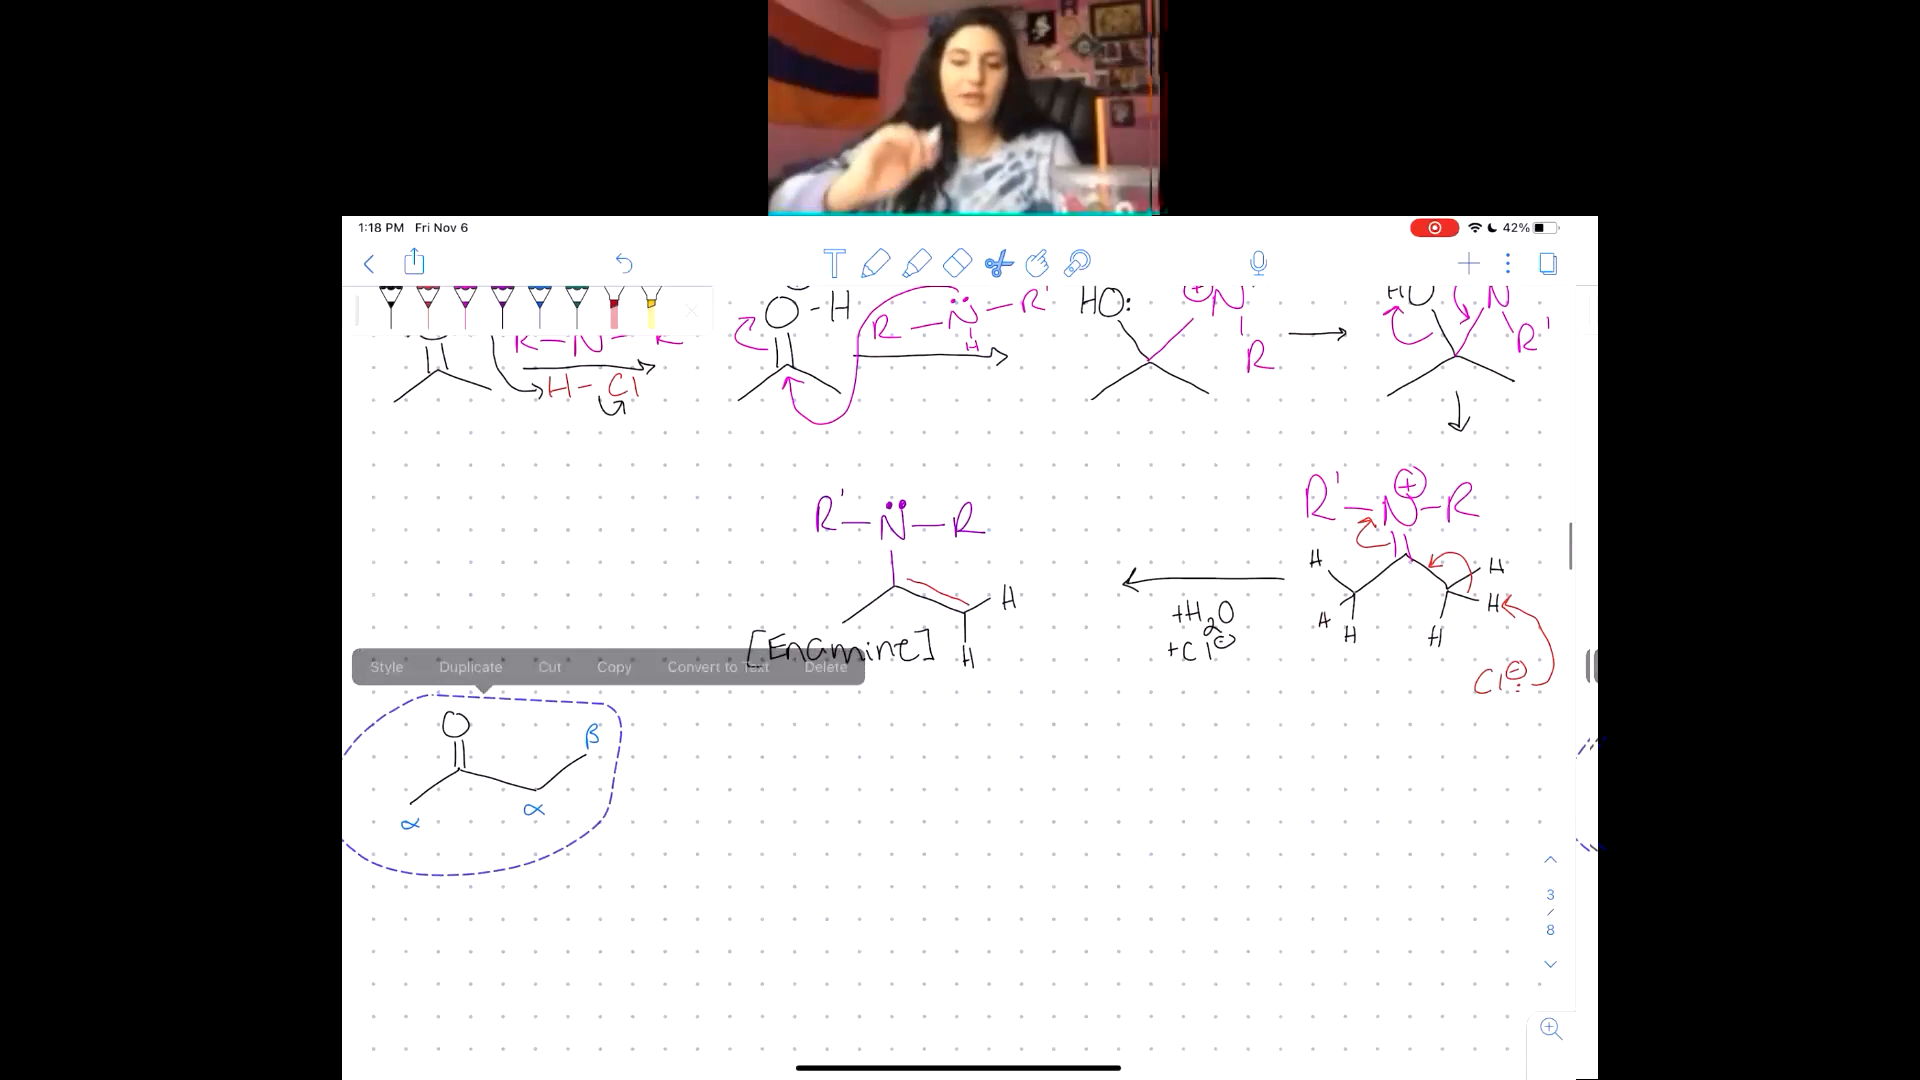 1:18 PM Fri Nov 6
42%
T
O-H
R-N-R'
H
HO:
⊕N
R
HO
N
R'
R-N-R
H-Cl
R'-N-R
H
H
[Enamine]
R'-N⊕-R
H
H
H
H
H
H
+H2O
+Cl⊖
Cl⊖:
Style Duplicate Cut Copy Convert to Text Delete
O
β
α
α
3
/
8